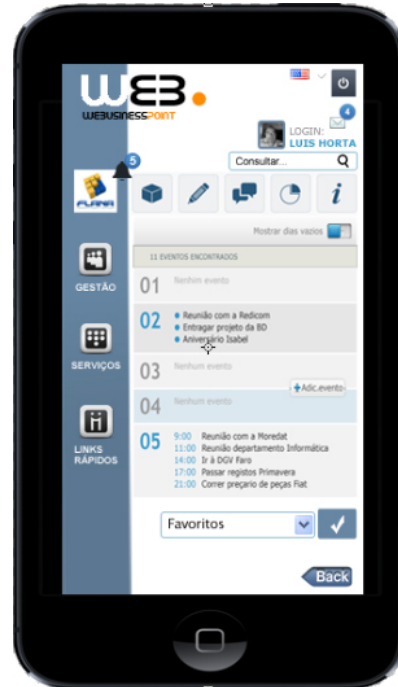 WEB.
WEBUSINESSPOINT
4
LOGIN:
LUIS HORTA
5
Consultar...
i
Mostrar dias vazios
11 EVENTOS ENCONTRADOS
GESTÃO
01 Nenhim evento
02 • Reunião com a Redicom
• Entragar projeto da BD
• Aniversário Isabel
SERVIÇOS
03 Nenhum evento
+Adic.evento
04 Nenhum evento
LINKS
RÁPIDOS
05 9:00 Reunião com a Moredat
11:00 Reunião departamento Informática
14:00 Ir à DGV Faro
17:00 Passar registos Primavera
21:00 Correr preçario de peças Fiat
Favoritos
Back